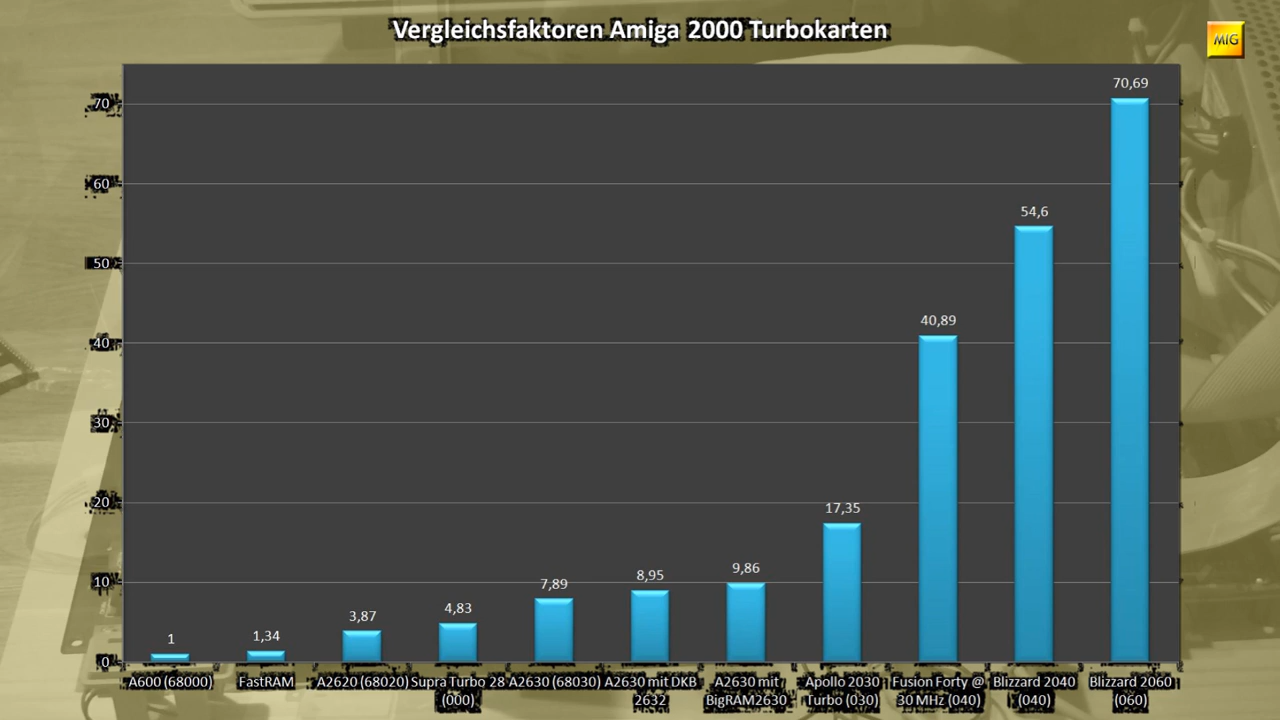 Vergleichsfaktoren Amiga 2000 Turbokarten
MIG
70
60
50
40
30
20
10
0
1
1,34
3,87
4,83
7,89
8,95
9,86
17,35
40,89
54,6
70,69
A600 (68000)
FastRAM
A2620 (68020)
Supra Turbo 28
(000)
A2630 (68030)
A2630 mit DKB
2632
A2630 mit
BigRAM2630
Apollo 2030
Turbo (030)
Fusion Forty @
30 MHz (040)
Blizzard 2040
(040)
Blizzard 2060
(060)